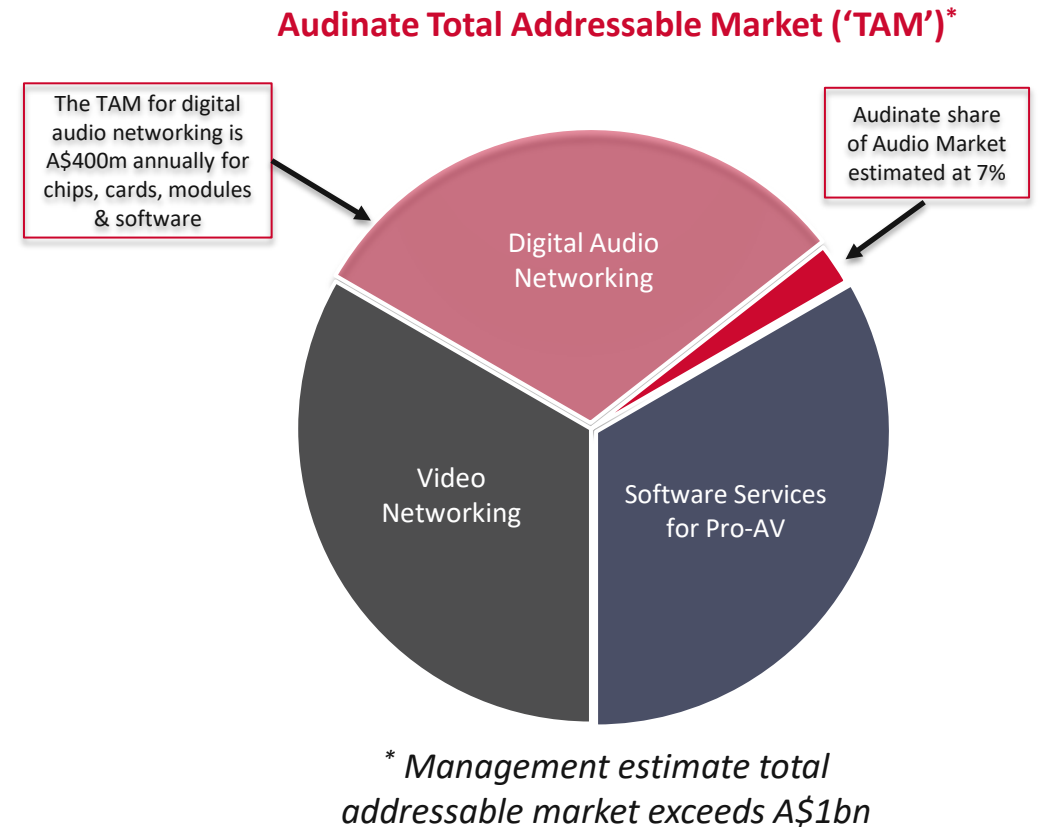 Audinate Total Addressable Market (‘TAM’)*
The TAM for digital
audio networking is
A$400m annually for
chips, cards, modules
& software
Audinate share
of Audio Market
estimated at 7%
Digital Audio
Networking
Video
Networking
Software Services
for Pro-AV
* Management estimate total
addressable market exceeds A$1bn